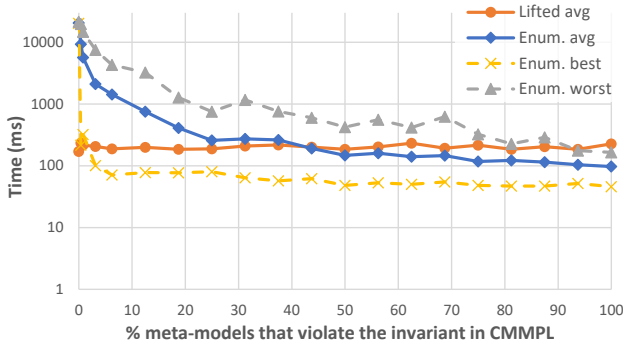 Lifted avg
Enum. avg
Enum. best
Enum. worst
10000
1000
100
10
1
Time (ms)
0 10 20 30 40 50 60 70 80 90 100
% meta-models that violate the invariant in CMMPL